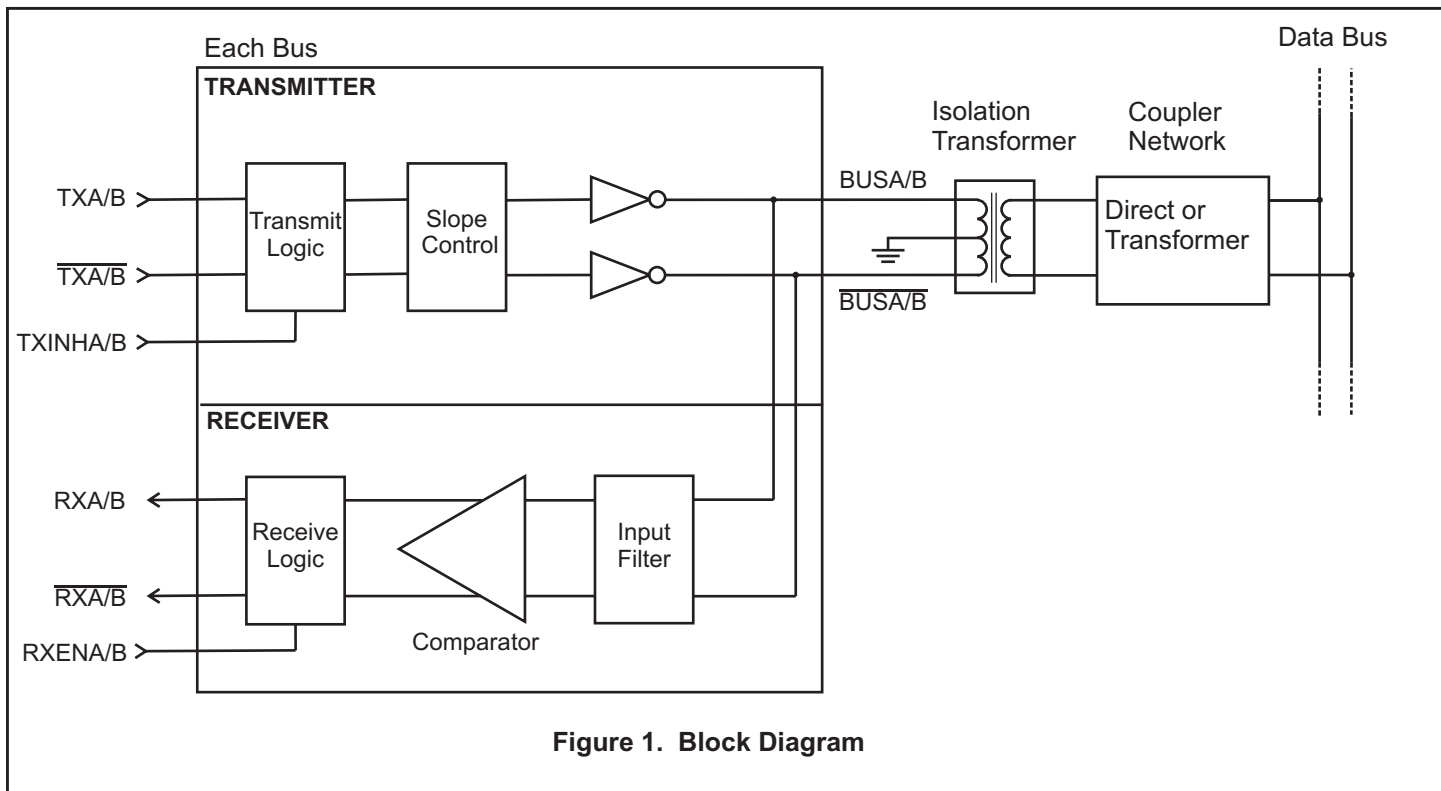 Each Bus
Data Bus
TRANSMITTER
Isolation
Transformer
Coupler
Network
TXA/B
TXA/B
TXINHA/B
Transmit
Logic
Slope
Control
BUSA/B
BUSA/B
Direct or
Transformer
RECEIVER
RXA/B
RXA/B
RXENA/B
Receive
Logic
Comparator
Input
Filter
Figure 1. Block Diagram